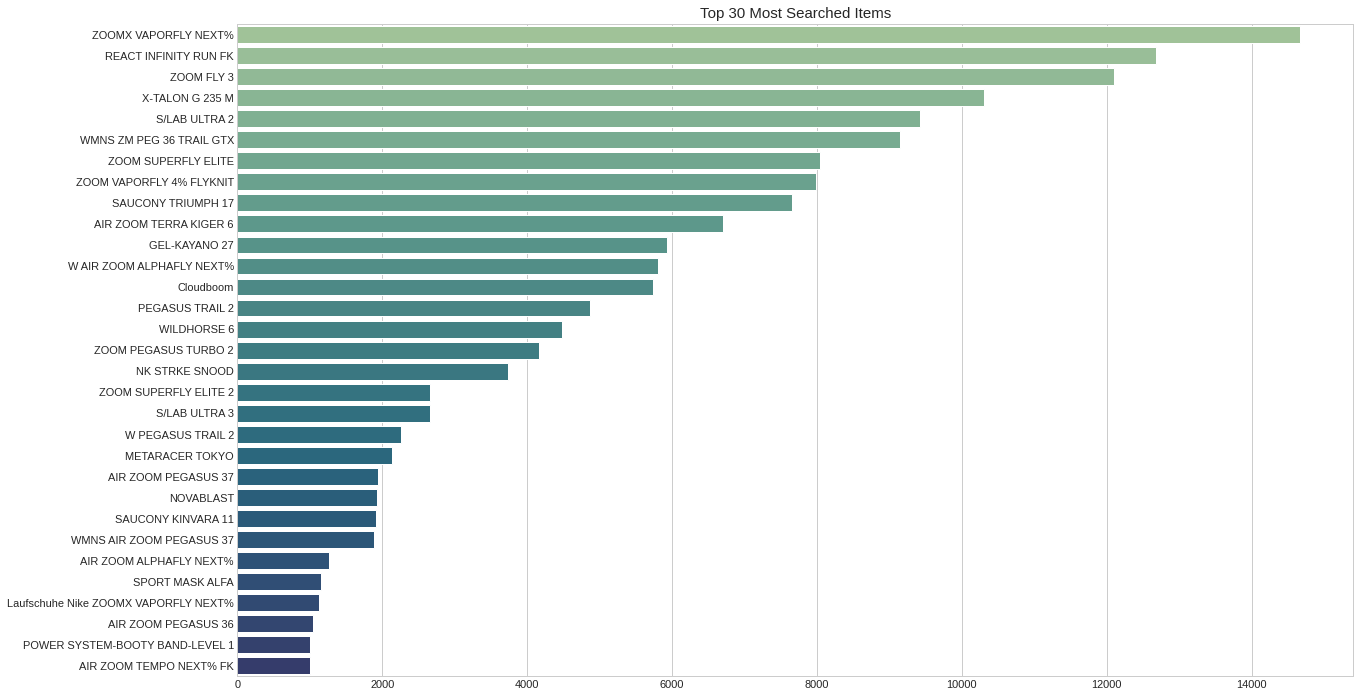 Top 30 Most Searched Items
ZOOMX VAPORFLY NEXT%
REACT INFINITY RUN FK
ZOOM FLY 3
X-TALON G 235 M
S/LAB ULTRA 2
WMNS ZM PEG 36 TRAIL GTX
ZOOM SUPERFLY ELITE
ZOOM VAPORFLY 4% FLYKNIT
SAUCONY TRIUMPH 17
AIR ZOOM TERRA KIGER 6
GEL-KAYANO 27
W AIR ZOOM ALPHAFLY NEXT%
Cloudboom
PEGASUS TRAIL 2
WILDHORSE 6
ZOOM PEGASUS TURBO 2
NK STRKE SNOOD
ZOOM SUPERFLY ELITE 2
S/LAB ULTRA 3
W PEGASUS TRAIL 2
METARACER TOKYO
AIR ZOOM PEGASUS 37
NOVABLAST
SAUCONY KINVARA 11
WMNS AIR ZOOM PEGASUS 37
AIR ZOOM ALPHAFLY NEXT%
SPORT MASK ALFA
Laufschuhe Nike ZOOMX VAPORFLY NEXT%
AIR ZOOM PEGASUS 36
POWER SYSTEM-BOOTY BAND-LEVEL 1
AIR ZOOM TEMPO NEXT% FK
0 2000 4000 6000 8000 10000 12000 14000